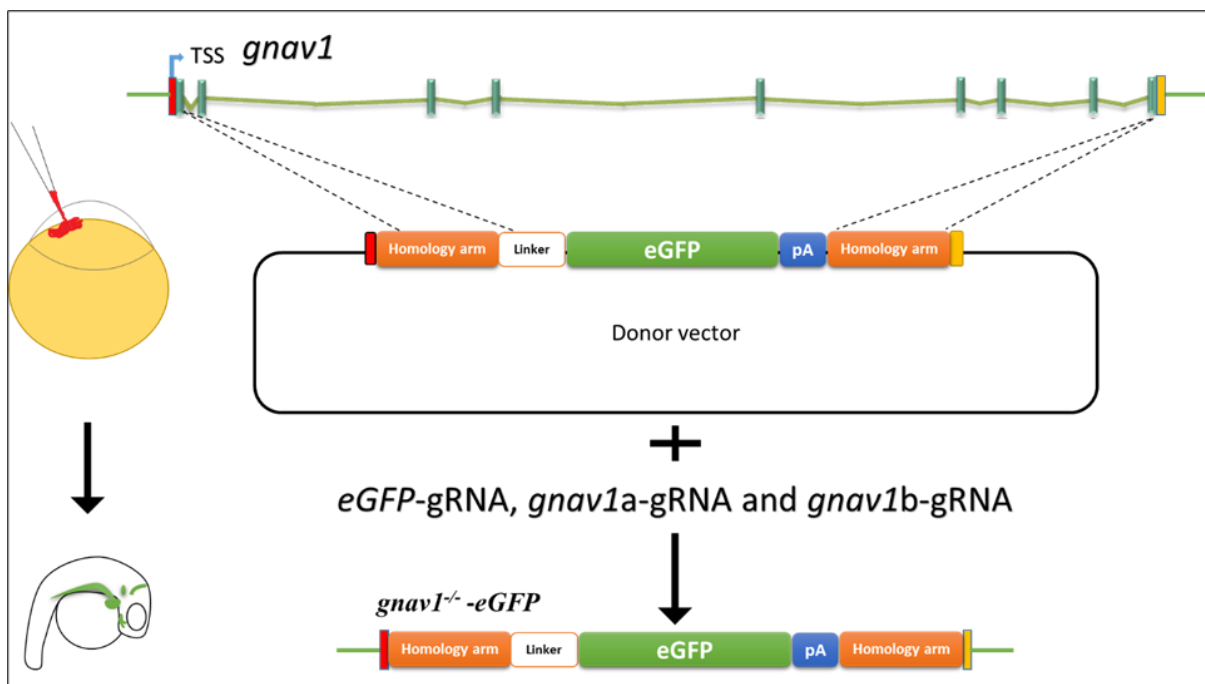 TSS gnav1
Homology arm Linker eGFP pA Homology arm
Donor vector
+
eGFP-gRNA, gnav1a-gRNA and gnav1b-gRNA
gnav1-/- -eGFP
Homology arm Linker eGFP pA Homology arm